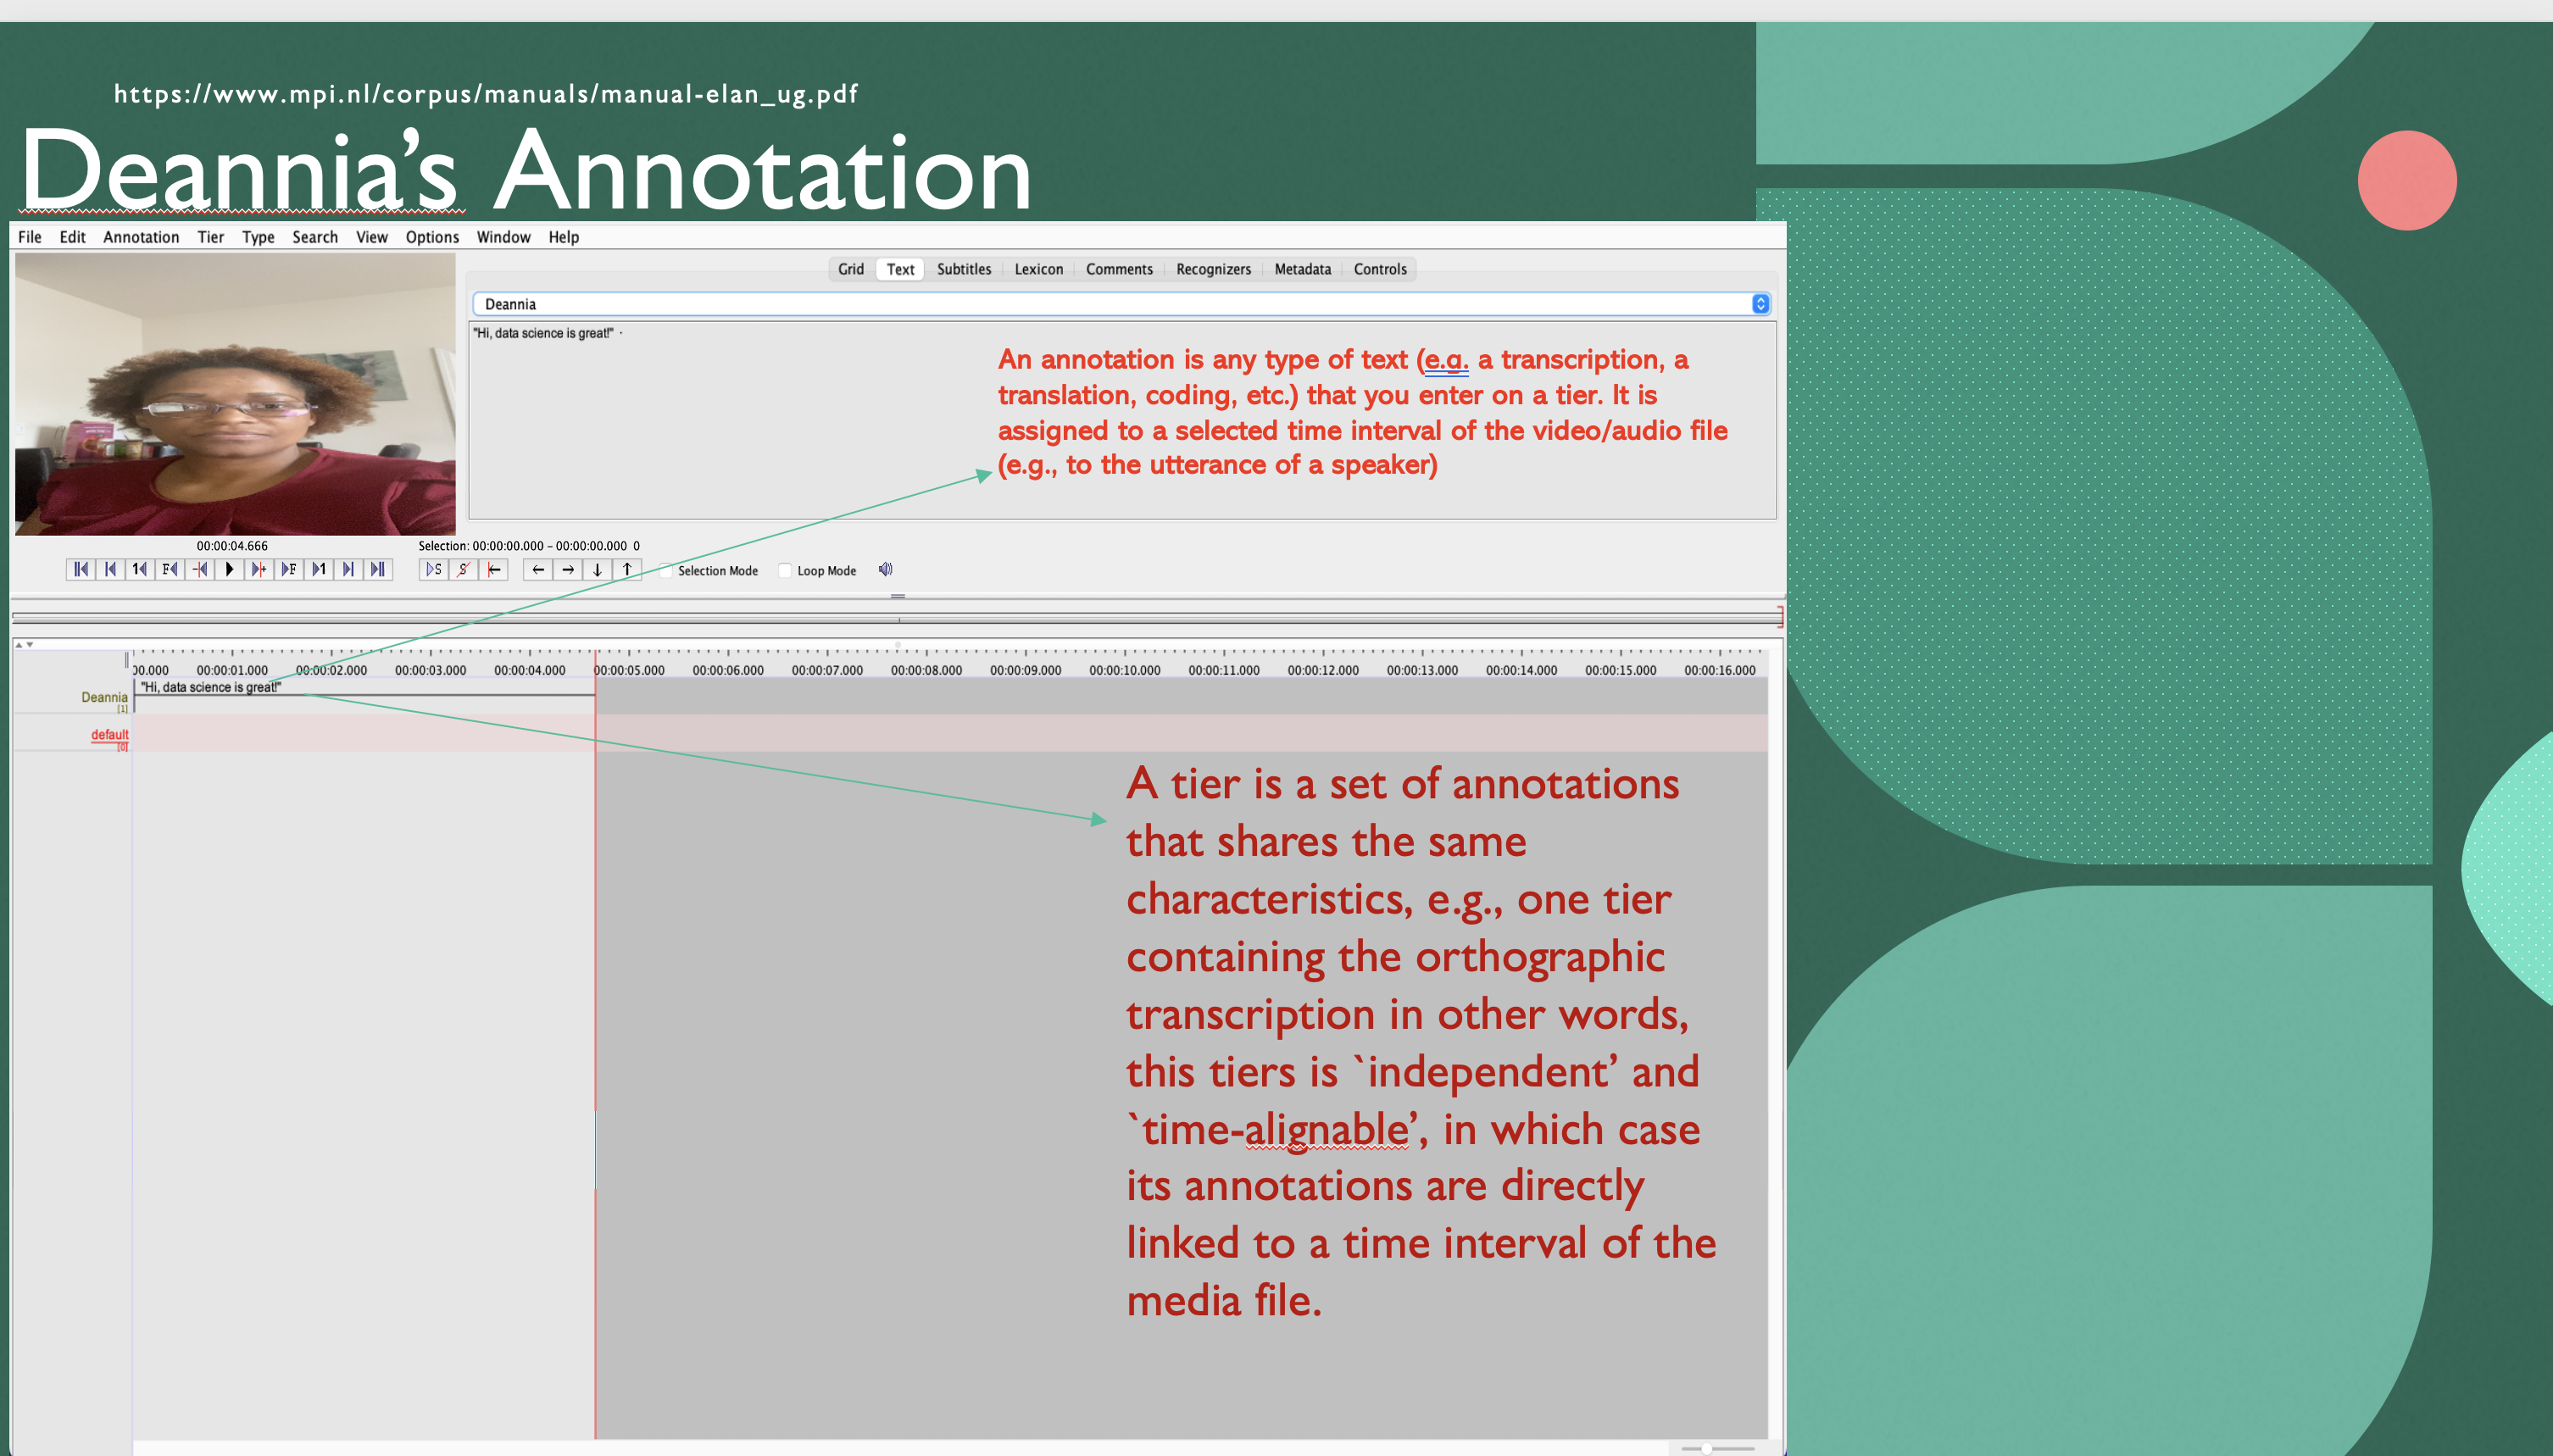 https://www.mpi.nl/corpus/manuals/manual-elan_ug.pdf
Deannia’s Annotation
File Edit Annotation Tier Type Search View Options Window Help
Grid Text Subtitles Lexicon Comments Recognizers Metadata Controls
Deannia
"Hi, data science is great!" ·
An annotation is any type of text (e.g. a transcription, a
translation, coding, etc.) that you enter on a tier. It is
assigned to a selected time interval of the video/audio file
(e.g., to the utterance of a speaker)
00:00:04.666
Selection: 00:00:00.000 - 00:00:00.000 0
1 F F 1 S S
Selection Mode Loop Mode
00.000 00:00:01.000 00:00:02.000 00:00:03.000 00:00:04.000 00:00:05.000 00:00:06.000 00:00:07.000 00:00:08.000 00:00:09.000 00:00:10.000 00:00:11.000 00:00:12.000 00:00:13.000 00:00:14.000 00:00:15.000 00:00:16.000
"Hi, data science is great!"
Deannia
[1]
default
[0]
A tier is a set of annotations
that shares the same
characteristics, e.g., one tier
containing the orthographic
transcription in other words,
this tiers is `independent’ and
`time-alignable’, in which case
its annotations are directly
linked to a time interval of the
media file.